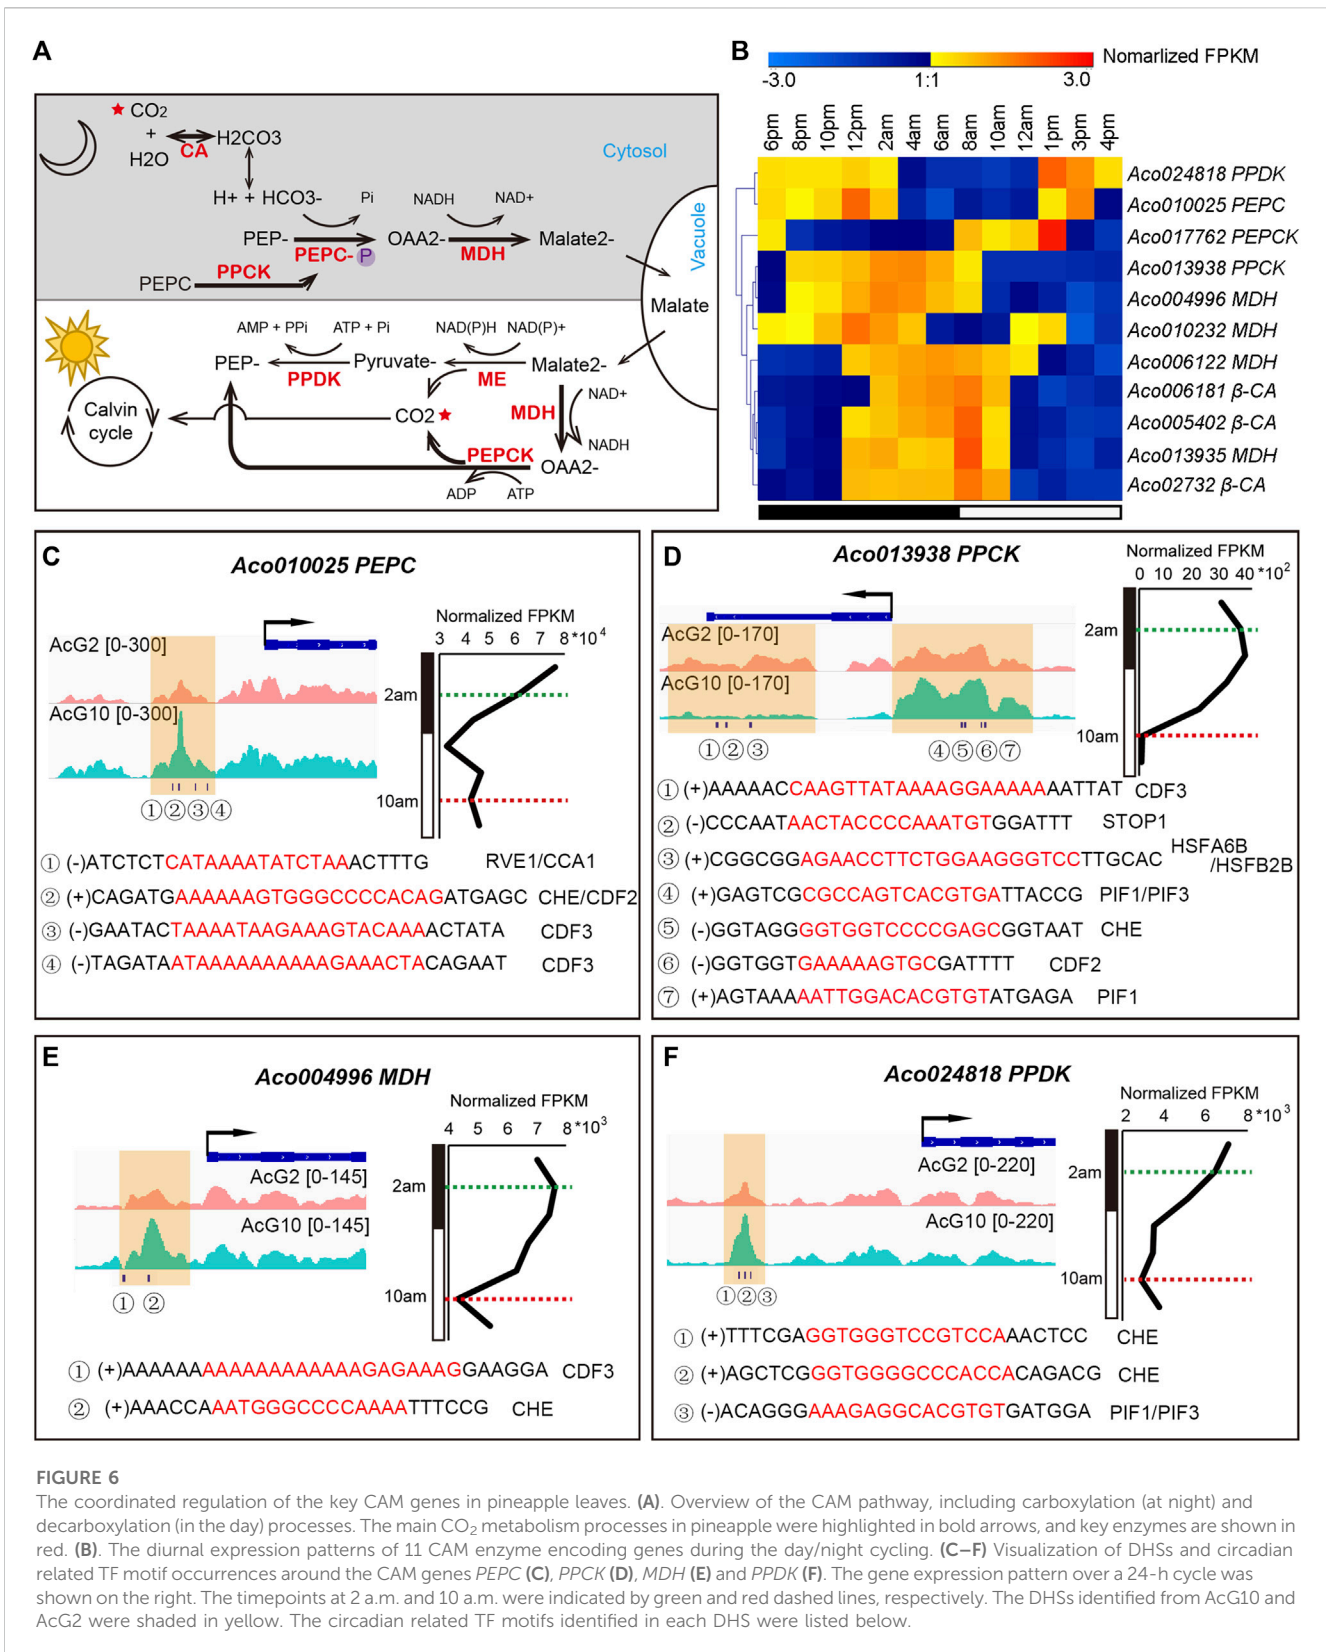 A
★ CO2
+
H2O
CA
H2CO3
H+ + HCO3-
Pi
NADH
NAD+
Cytosol
PEP-
PEPC-P
OAA2-
MDH
Malate2-
PPCK
PEPC
Vacuole
Malate
AMP + PPi
ATP + Pi
NAD(P)H
NAD(P)+
PEP-
PPDK
Pyruvate-
ME
Malate2-
Calvin
cycle
CO2 ★
MDH
NAD+
NADH
PEPCK
OAA2-
ADP
ATP
B
Nomarlized FPKM
-3.0
1:1
3.0
6pm
8pm
10pm
12pm
2am
4am
6am
8am
10am
12am
1pm
3pm
4pm
Aco024818 PPDK
Aco010025 PEPC
Aco017762 PEPCK
Aco013938 PPCK
Aco004996 MDH
Aco010232 MDH
Aco006122 MDH
Aco006181 β-CA
Aco005402 β-CA
Aco013935 MDH
Aco02732 β-CA
C
Aco010025 PEPC
Normalized FPKM
3 4 5 6 7 8 *10⁴
AcG2 [0-300]
AcG10 [0-300]
2am
10am
①②③④
① (-)ATCTCTCATAAAATATCTAAACTTTG RVE1/CCA1
② (+)CAGATGAAAAAAGTGGGCCCCACAGATGAGC CHE/CDF2
③ (-)GAATACTAAAATAAGAAAGTACAAAACTATA CDF3
④ (-)TAGATAATAAAAAAAAAAGAAACTACAGAAT CDF3
D
Aco013938 PPCK
Normalized FPKM
0 10 20 30 40 *10²
AcG2 [0-170]
AcG10 [0-170]
2am
10am
①②③ ④⑤⑥⑦
① (+)AAAAACCAAGTTATAAAAGGAAAAAAATTAT CDF3
② (-)CCCAATAACTACCCCAAATGTGGATTT STOP1
③ (+)CGGCGGAGAACCTTCTGGAAGGGTCCTTGCAC HSFA6B
/HSFB2B
④ (+)GAGTCGCGCCAGTCACGTGATTACCG PIF1/PIF3
⑤ (-)GGTAGGGGTGGTCCCCGAGCGGTAAT CHE
⑥ (-)GGTGGTGAAAAAGTGCGATTTT CDF2
⑦ (+)AGTAAAAATTGGACACGTGTATGAGA PIF1
E
Aco004996 MDH
Normalized FPKM
4 5 6 7 8 *10³
AcG2 [0-145]
AcG10 [0-145]
2am
10am
① ②
① (+)AAAAAAAAAAAAAAAAAAGAGAAAGGAAGGA CDF3
② (+)AAACCAAATGGGCCCCAAAATTTCCG CHE
F
Aco024818 PPDK
Normalized FPKM
2 4 6 8 *10³
AcG2 [0-220]
AcG10 [0-220]
2am
10am
①②③
① (+)TTTCGAGGTGGGTCCGTCCAAACTCC CHE
② (+)AGCTCGGGTGGGGCCCACCACAGACG CHE
③ (-)ACAGGGAAAGAGGCACGTGTGATGGA PIF1/PIF3
FIGURE 6
The coordinated regulation of the key CAM genes in pineapple leaves. (A). Overview of the CAM pathway, including carboxylation (at night) and
decarboxylation (in the day) processes. The main CO₂ metabolism processes in pineapple were highlighted in bold arrows, and key enzymes are shown in
red. (B). The diurnal expression patterns of 11 CAM enzyme encoding genes during the day/night cycling. (C–F) Visualization of DHSs and circadian
related TF motif occurrences around the CAM genes PEPC (C), PPCK (D), MDH (E) and PPDK (F). The gene expression pattern over a 24-h cycle was
shown on the right. The timepoints at 2 a.m. and 10 a.m. were indicated by green and red dashed lines, respectively. The DHSs identified from AcG10 and
AcG2 were shaded in yellow. The circadian related TF motifs identified in each DHS were listed below.